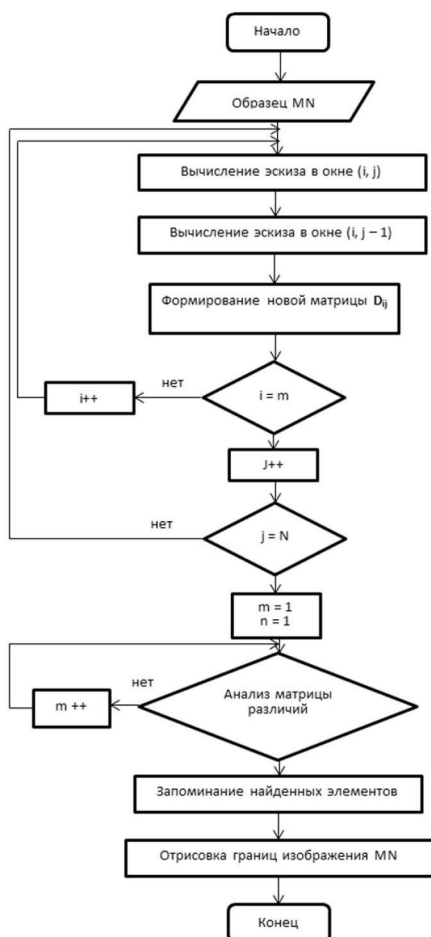 Начало
Образец MN
Вычисление эскиза в окне (i, j)
Вычисление эскиза в окне (i, j – 1)
Формирование новой матрицы Dij
нет
i = m
i++
J++
нет
j = N
m = 1
n = 1
нет
Анализ матрицы
различий
m ++
Запоминание найденных элементов
Отрисовка границ изображения MN
Конец